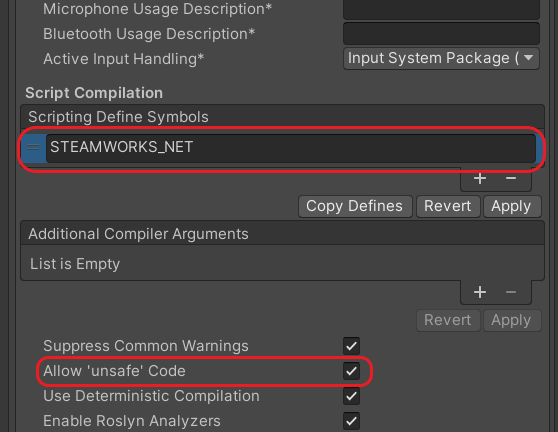 Microphone Usage Description*
Bluetooth Usage Description*
Active Input Handling* Input System Package (
Script Compilation
Scripting Define Symbols
STEAMWORKS_NET
+ −
Copy Defines Revert Apply
Additional Compiler Arguments
List is Empty
+ −
Revert Apply
Suppress Common Warnings
Allow 'unsafe' Code
Use Deterministic Compilation
Enable Roslyn Analyzers